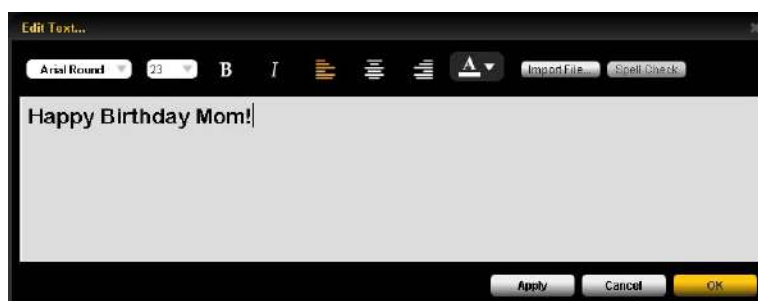 Edit Text...
Arial Round 23 B I A Import File... Spell Check
Happy Birthday Mom!
Apply Cancel OK